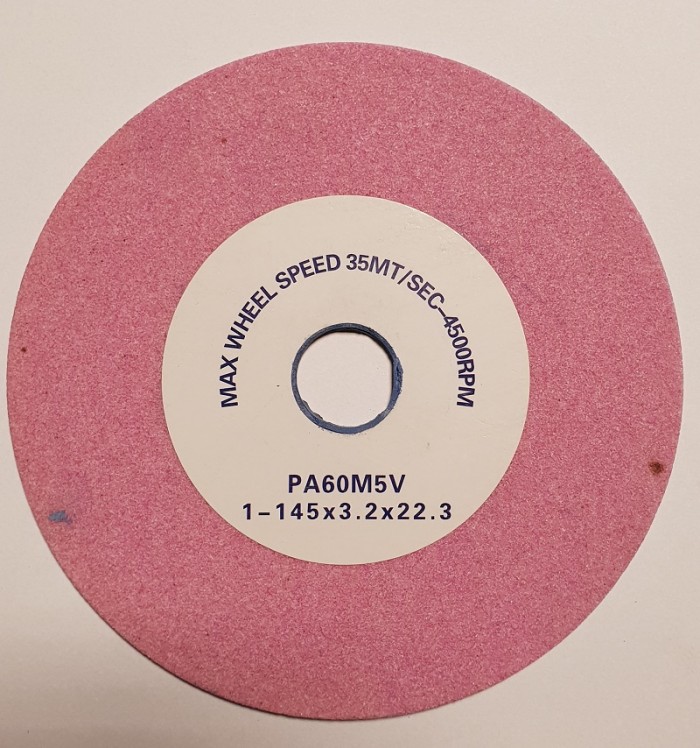 MAX WHEEL SPEED 35MT/SEC-4500RPM
PA60M5V
1-145x3.2x22.3